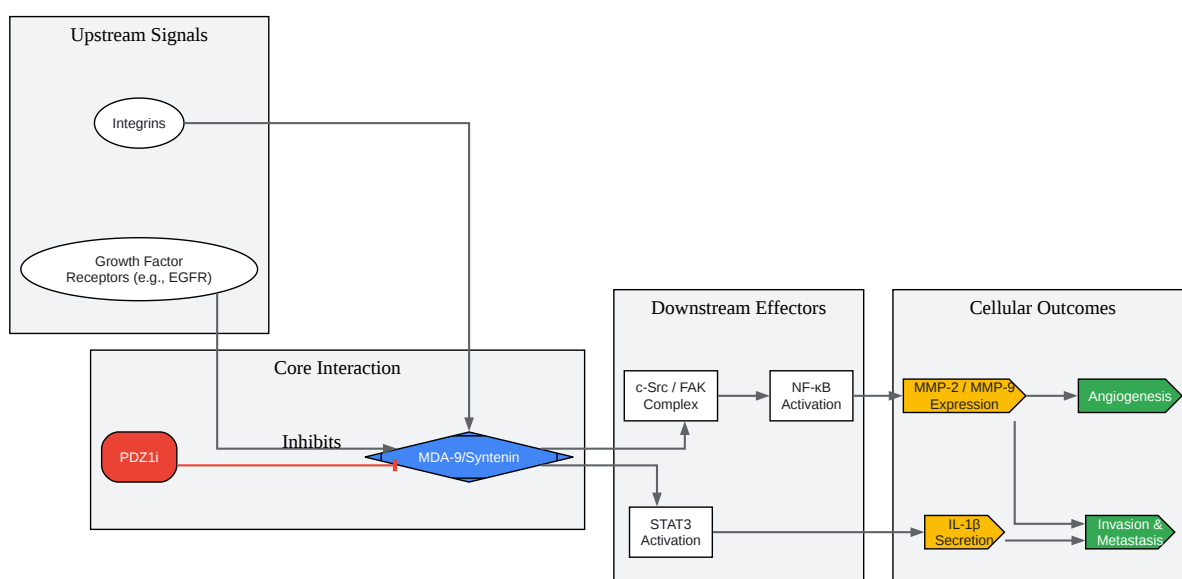 Upstream Signals
Integrins
Growth Factor
Receptors (e.g., EGFR)
Core Interaction
Inhibits
PDZ1i
MDA-9/Syntenin
Downstream Effectors
c-Src / FAK
Complex
NF-κB
Activation
STAT3
Activation
Cellular Outcomes
MMP-2 / MMP-9
Expression
Angiogenesis
IL-1β
Secretion
Invasion &
Metastasis